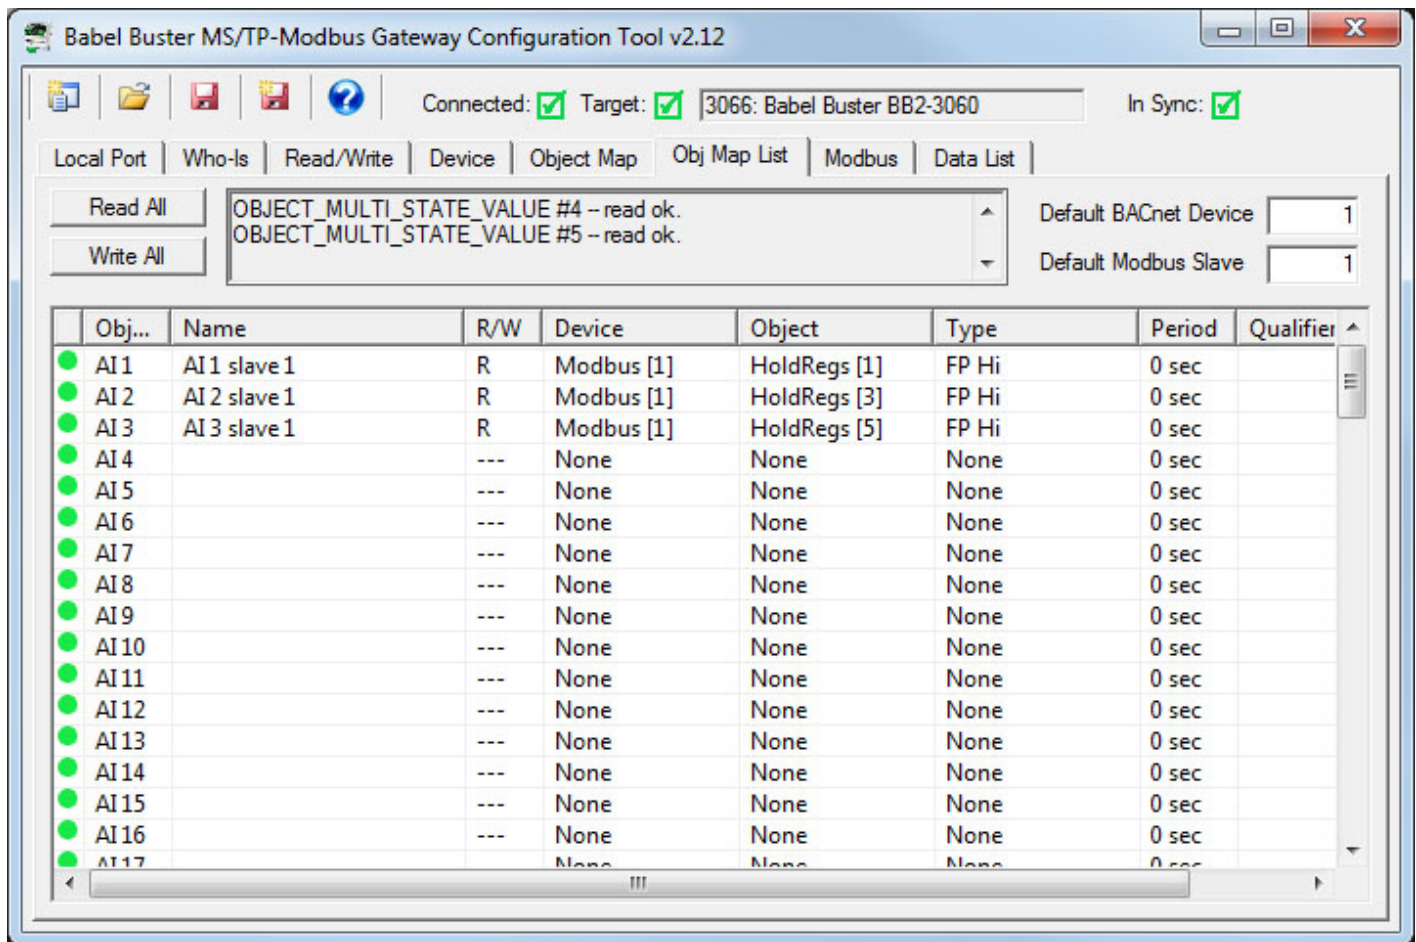 Babel Buster MS/TP-Modbus Gateway Configuration Tool v2.12
Connected: Target: 3066: Babel Buster BB2-3060 In Sync:
Local Port Who-Is Read/Write Device Object Map Obj Map List Modbus Data List
Read All
Write All
OBJECT_MULTI_STATE_VALUE #4 -- read ok.
OBJECT_MULTI_STATE_VALUE #5 -- read ok.
Default BACnet Device 1
Default Modbus Slave 1
Obj... Name R/W Device Object Type Period Qualifier
AI 1 AI 1 slave 1 R Modbus [1] HoldRegs [1] FP Hi 0 sec
AI 2 AI 2 slave 1 R Modbus [1] HoldRegs [3] FP Hi 0 sec
AI 3 AI 3 slave 1 R Modbus [1] HoldRegs [5] FP Hi 0 sec
AI 4 --- None None None 0 sec
AI 5 --- None None None 0 sec
AI 6 --- None None None 0 sec
AI 7 --- None None None 0 sec
AI 8 --- None None None 0 sec
AI 9 --- None None None 0 sec
AI 10 --- None None None 0 sec
AI 11 --- None None None 0 sec
AI 12 --- None None None 0 sec
AI 13 --- None None None 0 sec
AI 14 --- None None None 0 sec
AI 15 --- None None None 0 sec
AI 16 --- None None None 0 sec
AI 17 None None None 0 sec